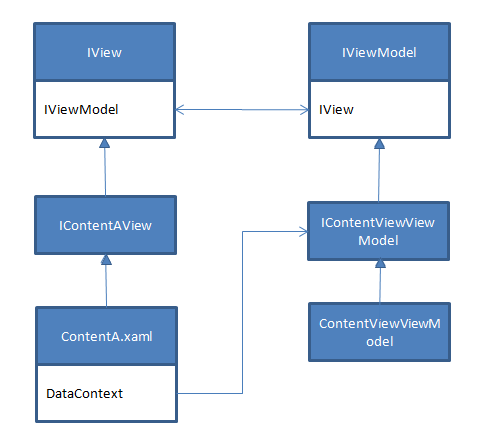 IView
IViewModel
IViewModel
IView
IContentAView
IContentViewView
Model
ContentA.xaml
DataContext
ContentViewViewM
odel